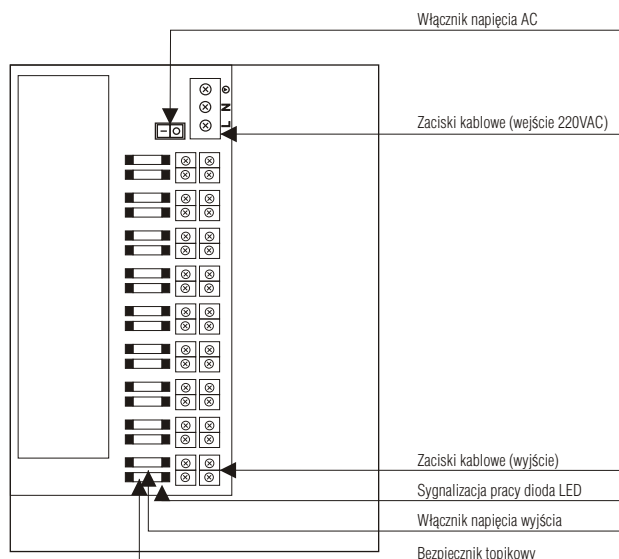 Włącznik napięcia AC
Zaciski kablowe (wejście 220VAC)
L N
Zaciski kablowe (wyjście)
Sygnalizacja pracy dioda LED
Włącznik napięcia wyjścia
Bezpiecznik topikowy